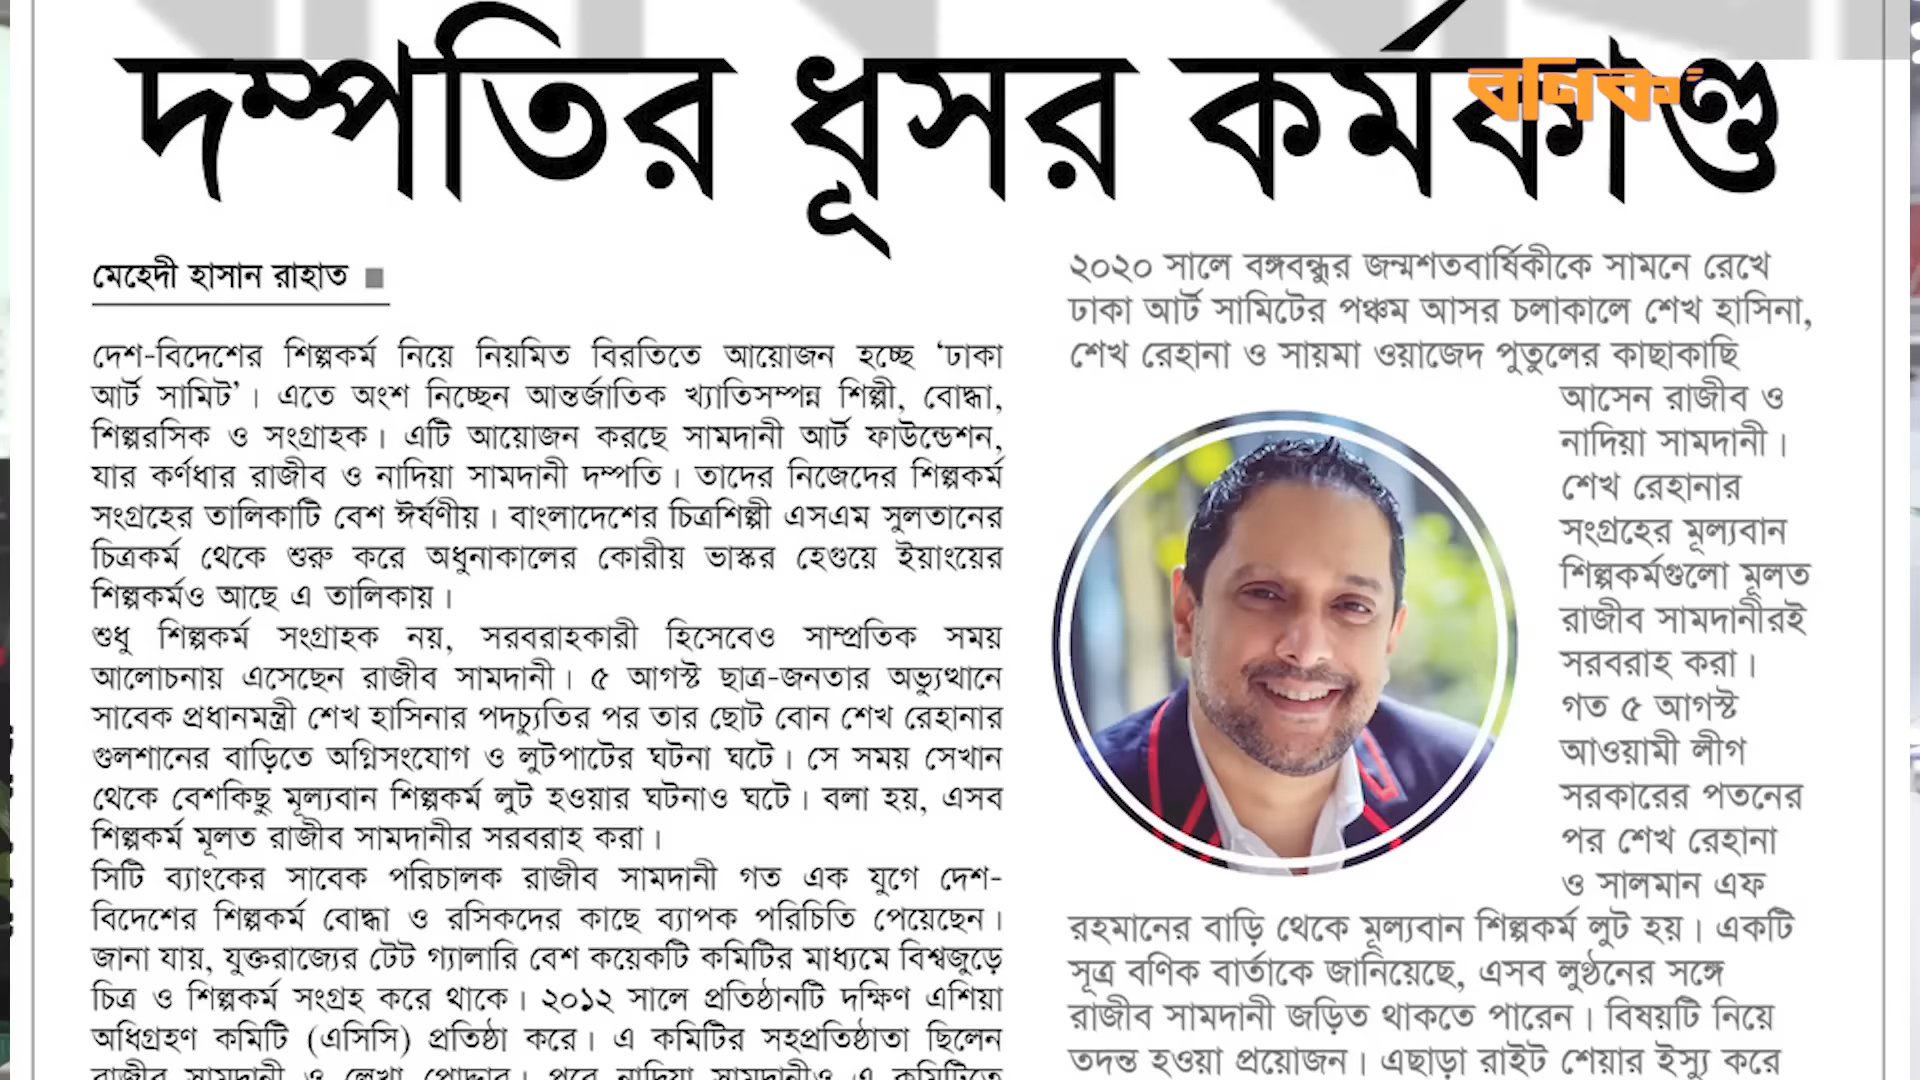 দম্পতির ধূসর কর্মকাণ্ড
বণিক
মেহেদী হাসান রাহাত
দেশ-বিদেশের শিল্পকর্ম নিয়ে নিয়মিত বিরতিতে আয়োজন হচ্ছে ‘ঢাকা
আর্ট সামিট’। এতে অংশ নিচ্ছেন আন্তর্জাতিক খ্যাতিসম্পন্ন শিল্পী, বোদ্ধা,
শিল্পরসিক ও সংগ্রাহক। এটি আয়োজন করছে সামদানী আর্ট ফাউন্ডেশন,
যার কর্ণধার রাজীব ও নাদিয়া সামদানী দম্পতি। তাদের নিজেদের শিল্পকর্ম
সংগ্রহের তালিকাটি বেশ ঈর্ষণীয়। বাংলাদেশের চিত্রশিল্পী এসএম সুলতানের
চিত্রকর্ম থেকে শুরু করে অধুনাকালের কোরীয় ভাস্কর হেগুয়ে ইয়াংয়ের
শিল্পকর্মও আছে এ তালিকায়।
শুধু শিল্পকর্ম সংগ্রাহক নয়, সরবরাহকারী হিসেবেও সাম্প্রতিক সময়
আলোচনায় এসেছেন রাজীব সামদানী। ৫ আগস্ট ছাত্র-জনতার অভ্যুত্থানে
সাবেক প্রধানমন্ত্রী শেখ হাসিনার পদচ্যুতির পর তার ছোট বোন শেখ রেহানার
গুলশানের বাড়িতে অগ্নিসংযোগ ও লুটপাটের ঘটনা ঘটে। সে সময় সেখান
থেকে বেশকিছু মূল্যবান শিল্পকর্ম লুট হওয়ার ঘটনাও ঘটে। বলা হয়, এসব
শিল্পকর্ম মূলত রাজীব সামদানীর সরবরাহ করা।
সিটি ব্যাংকের সাবেক পরিচালক রাজীব সামদানী গত এক যুগে দেশ-
বিদেশের শিল্পকর্ম বোদ্ধা ও রসিকদের কাছে ব্যাপক পরিচিতি পেয়েছেন।
জানা যায়, যুক্তরাজ্যের টেট গ্যালারি বেশ কয়েকটি কমিটির মাধ্যমে বিশ্বজুড়ে
চিত্র ও শিল্পকর্ম সংগ্রহ করে থাকে। ২০১২ সালে প্রতিষ্ঠানটি দক্ষিণ এশিয়া
অধিগ্রহণ কমিটি (এসিসি) প্রতিষ্ঠা করে। এ কমিটির সহপ্রতিষ্ঠাতা ছিলেন
রাজীব সামদানী ও লেখা পোদ্দার। পরে নাদিয়া সামদানীও এ কমিটিতে
২০২০ সালে বঙ্গবন্ধুর জন্মশতবার্ষিকীকে সামনে রেখে
ঢাকা আর্ট সামিটের পঞ্চম আসর চলাকালে শেখ হাসিনা,
শেখ রেহানা ও সায়মা ওয়াজেদ পুতুলের কাছাকাছি
আসেন রাজীব ও
নাদিয়া সামদানী।
শেখ রেহানার
সংগ্রহের মূল্যবান
শিল্পকর্মগুলো মূলত
রাজীব সামদানীরই
সরবরাহ করা।
গত ৫ আগস্ট
আওয়ামী লীগ
সরকারের পতনের
পর শেখ রেহানা
ও সালমান এফ
রহমানের বাড়ি থেকে মূল্যবান শিল্পকর্ম লুট হয়। একটি
সূত্র বণিক বার্তাকে জানিয়েছে, এসব লুণ্ঠনের সঙ্গে
রাজীব সামদানী জড়িত থাকতে পারেন। বিষয়টি নিয়ে
তদন্ত হওয়া প্রয়োজন। এছাড়া রাইট শেয়ার ইস্যু করে